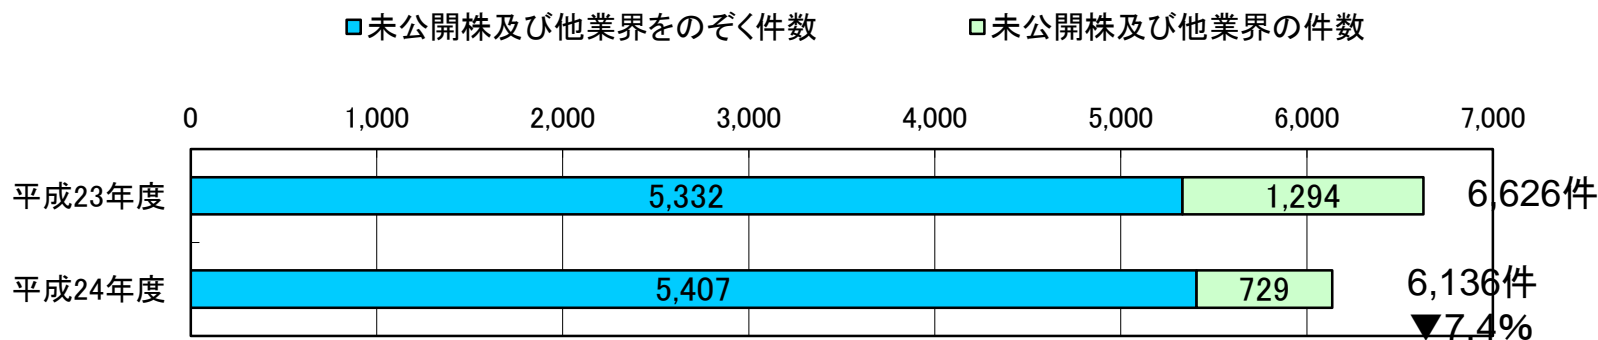 未公開株及び他業界をのぞく件数 未公開株及び他業界の件数
0 1,000 2,000 3,000 4,000 5,000 6,000 7,000
平成23年度 5,332 1,294 6,626件
平成24年度 5,407 729 6,136件
▼7.4%